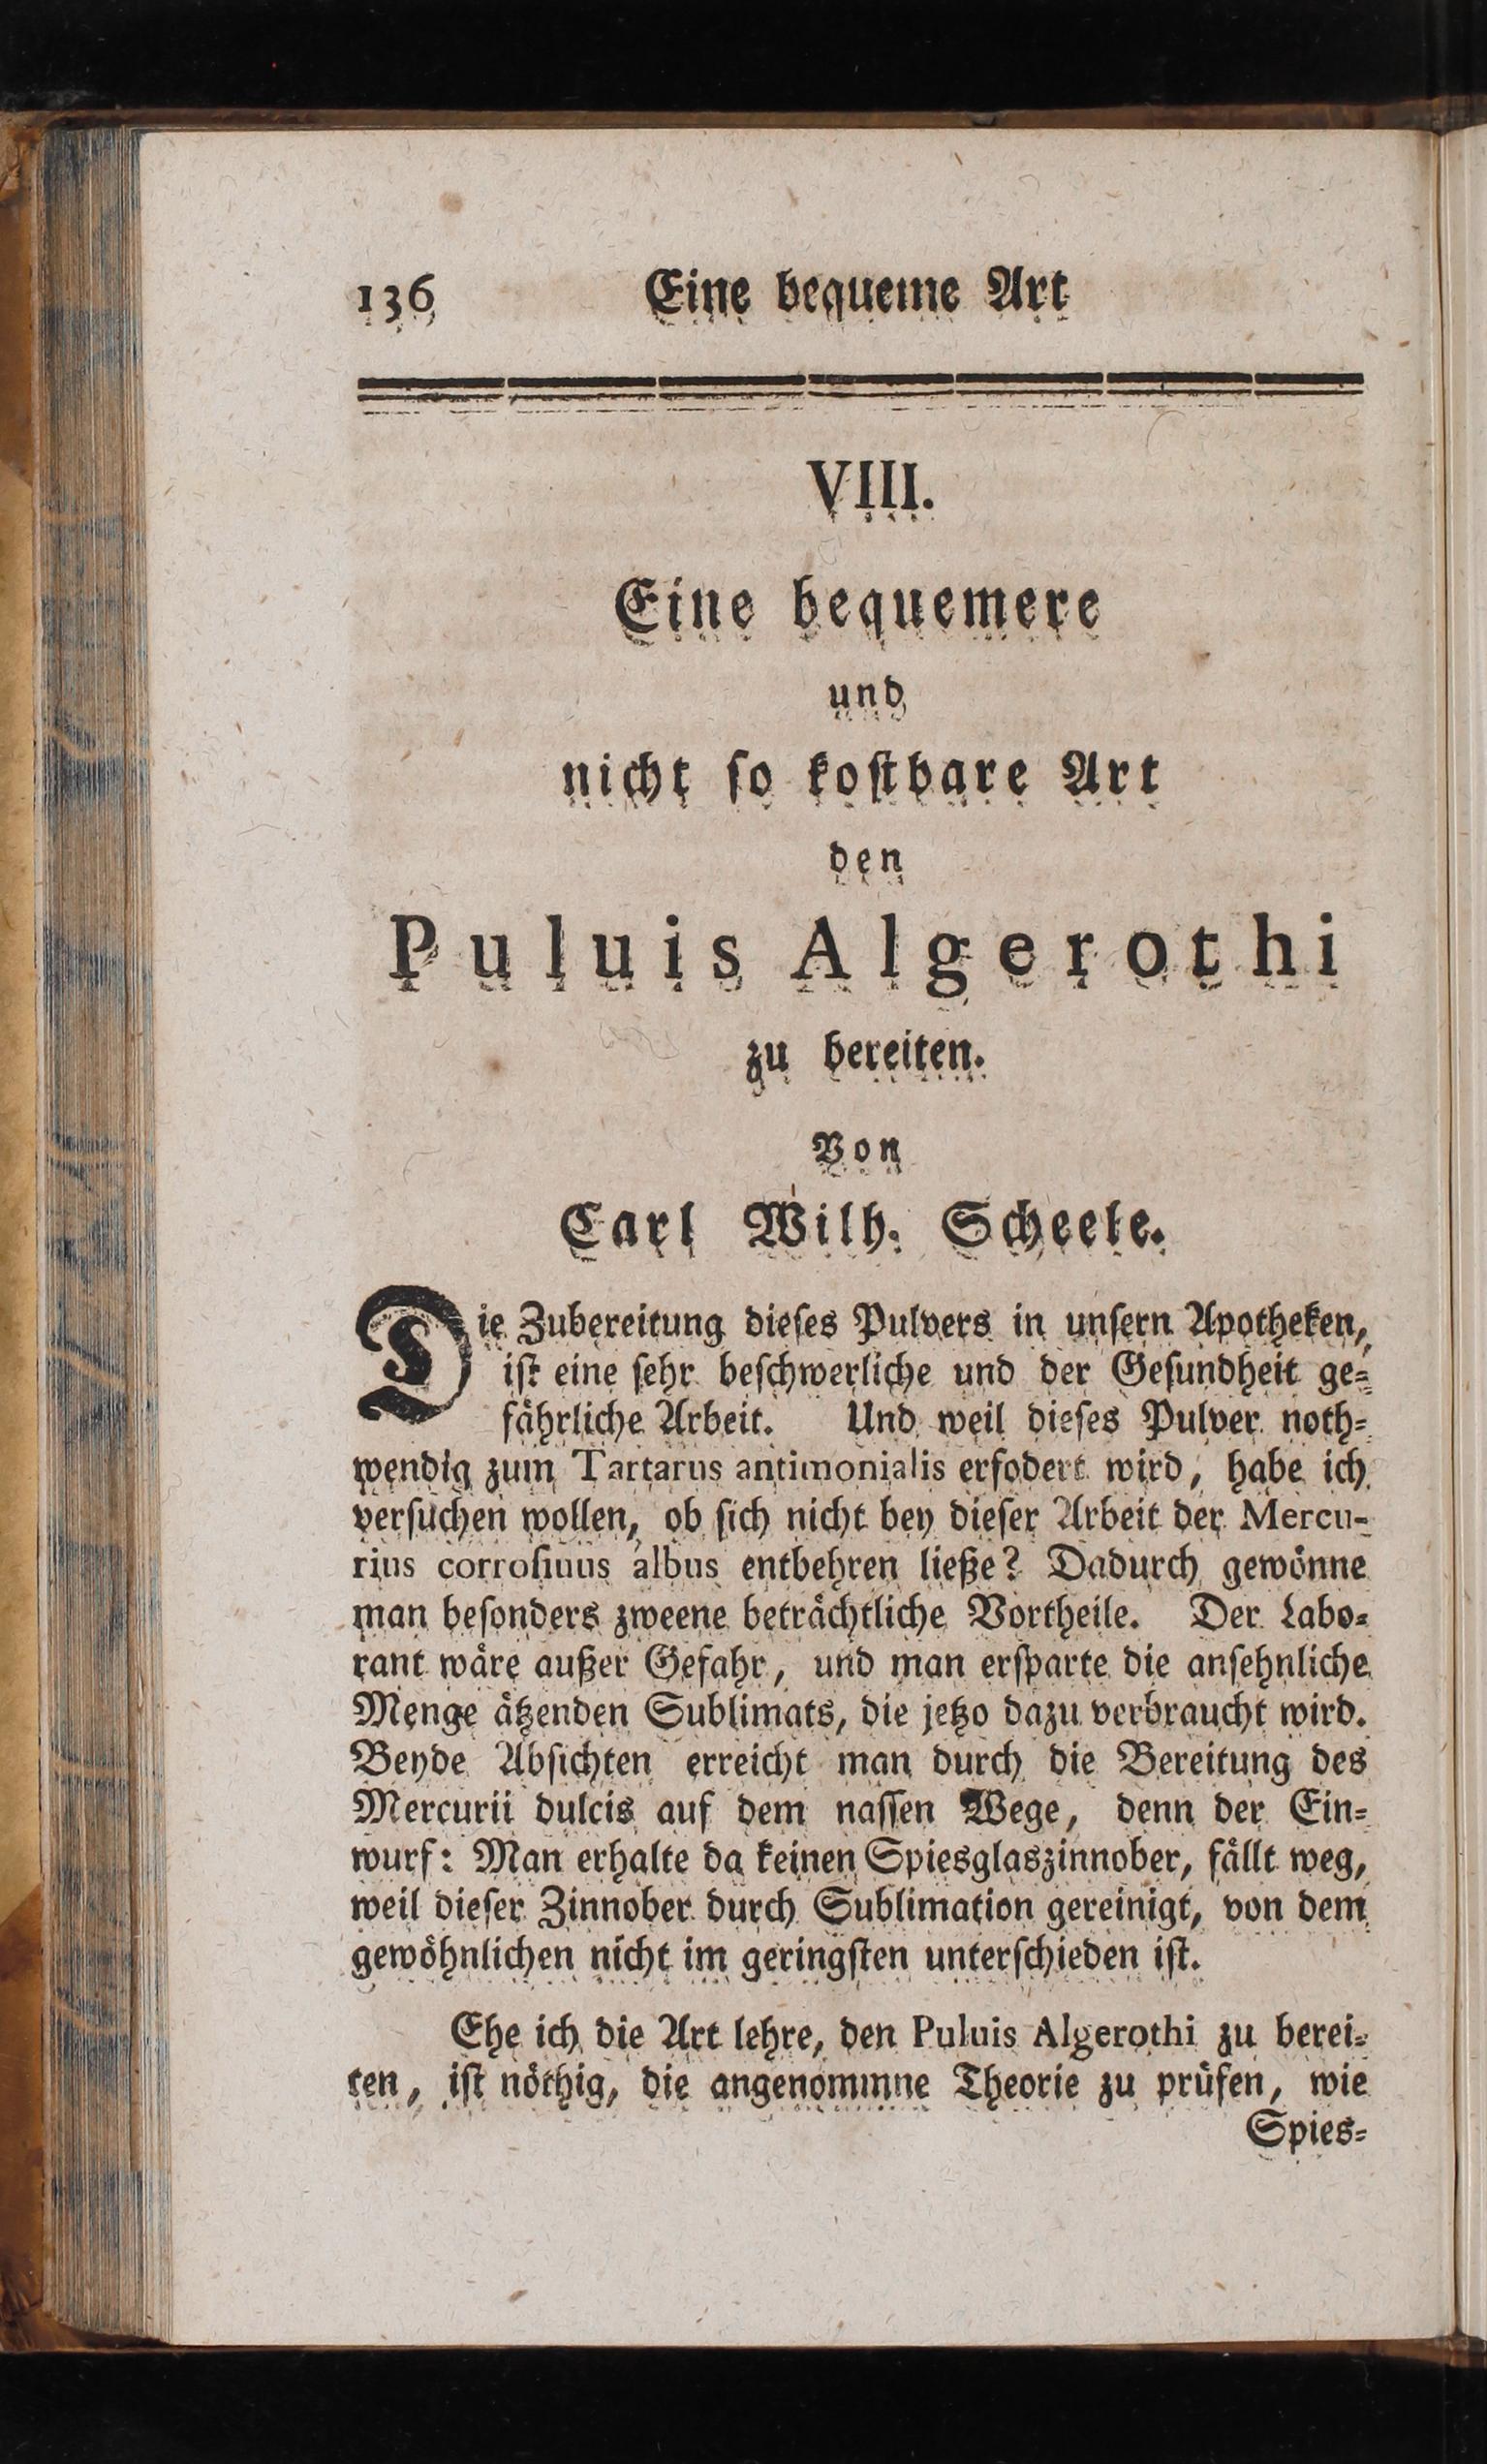 136 Eine bequeme Art
VIII.
Eine bequemere
und
nicht ſo koſtbare Art
den
Puluis Algerothi
zu bereiten.
Von
Carl Wilh. Scheele.
Die Zubereitung dieſes Pulvers in unſern Apotheken,
iſt eine ſehr beſchwerliche und der Geſundheit ge-
fährliche Arbeit. Und weil dieſes Pulver noth-
wendig zum Tartarus antimonialis erfodert wird, habe ich
verſuchen wollen, ob ſich nicht bey dieſer Arbeit der Mercu-
rius corroſiuus albus entbehren ließe? Dadurch gewönne
man beſonders zweene beträchtliche Vortheile. Der Labo-
rant wäre außer Gefahr, und man erſparte die anſehnliche
Menge ätzenden Sublimats, die jetzo dazu verbraucht wird.
Beyde Abſichten erreicht man durch die Bereitung des
Mercurii dulcis auf dem naſſen Wege, denn der Ein-
wurf: Man erhalte da keinen Spiesglaszinnober, fällt weg,
weil dieſer Zinnober durch Sublimation gereinigt, von dem
gewöhnlichen nicht im geringſten unterſchieden iſt.
Ehe ich die Art lehre, den Puluis Algerothi zu berei-
ten, iſt nöthig, die angenommne Theorie zu prüfen, wie
Spies-